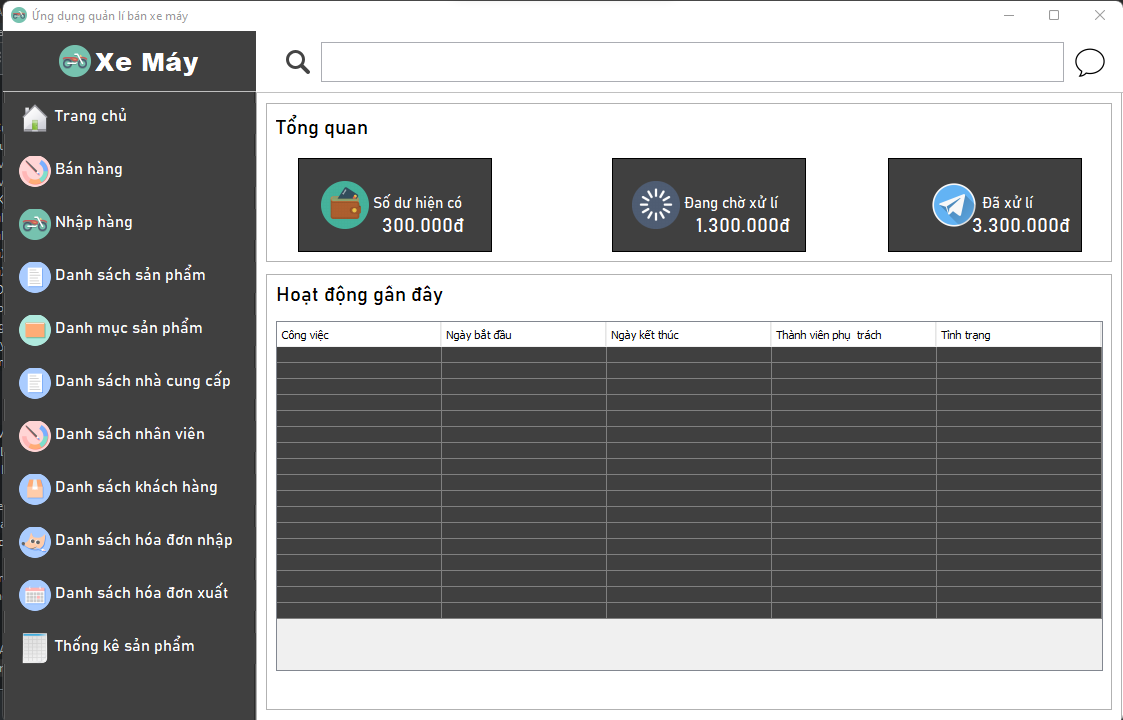 Ứng dụng quản lí bán xe máy
Xe Máy
Trang chủ
Bán hàng
Nhập hàng
Danh sách sản phẩm
Danh mục sản phẩm
Danh sách nhà cung cấp
Danh sách nhân viên
Danh sách khách hàng
Danh sách hóa đơn nhập
Danh sách hóa đơn xuất
Thống kê sản phẩm
Tổng quan
Số dư hiện có
300.000đ
Đang chờ xử lí
1.300.000đ
Đã xử lí
3.300.000đ
Hoạt động gân đây
Công việc Ngày bắt đầu Ngày kết thúc Thành viên phụ trách Tình trạng